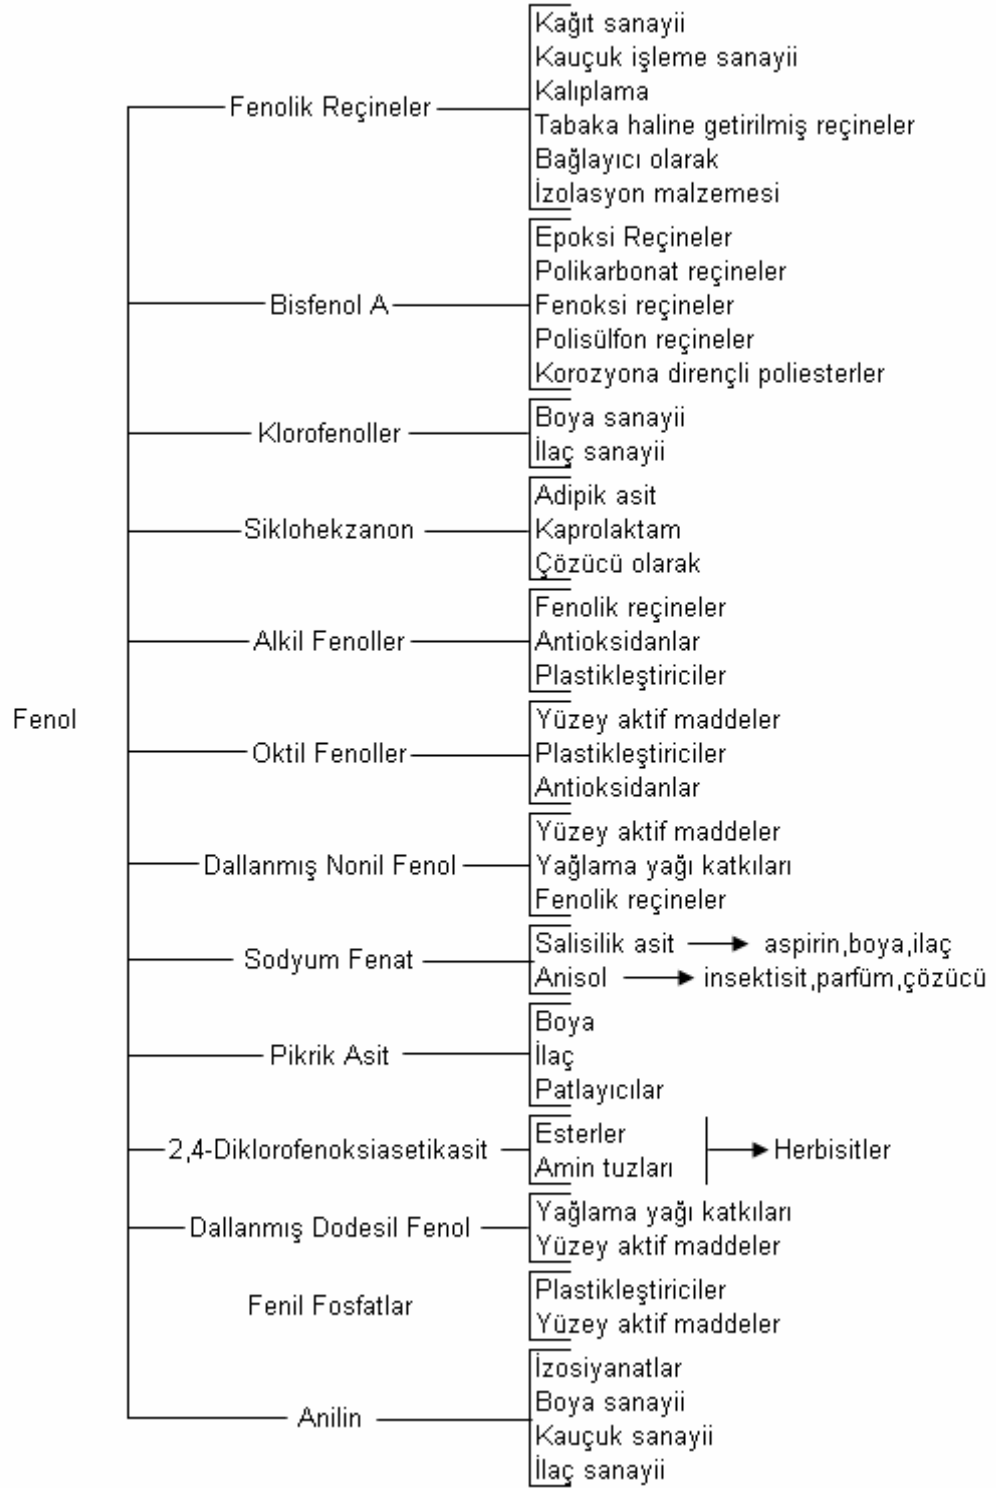 Fenol
Fenolik Reçineler
Kağıt sanayii
Kauçuk işleme sanayii
Kalıplama
Tabaka haline getirilmiş reçineler
Bağlayıcı olarak
İzolasyon malzemesi
Bisfenol A
Epoksi Reçineler
Polikarbonat reçineler
Fenoksi reçineler
Polisülfon reçineler
Korozyona dirençli poliesterler
Klorofenoller
Boya sanayii
İlaç sanayii
Siklohekzanon
Adipik asit
Kaprolaktam
Çözücü olarak
Alkil Fenoller
Fenolik reçineler
Antioksidanlar
Plastikleştiriciler
Oktil Fenoller
Yüzey aktif maddeler
Plastikleştiriciler
Antioksidanlar
Dallanmış Nonil Fenol
Yüzey aktif maddeler
Yağlama yağı katkıları
Fenolik reçineler
Sodyum Fenat
Salisilik asit aspirin,boya,ilaç
Anisol insektisit,parfüm,çözücü
Pikrik Asit
Boya
İlaç
Patlayıcılar
2,4-Diklorofenoksiasetikasit
Esterler
Amin tuzları
Herbisitler
Dallanmış Dodesil Fenol
Yağlama yağı katkıları
Yüzey aktif maddeler
Fenil Fosfatlar
Plastikleştiriciler
Yüzey aktif maddeler
Anilin
İzosiyanatlar
Boya sanayii
Kauçuk sanayii
İlaç sanayii